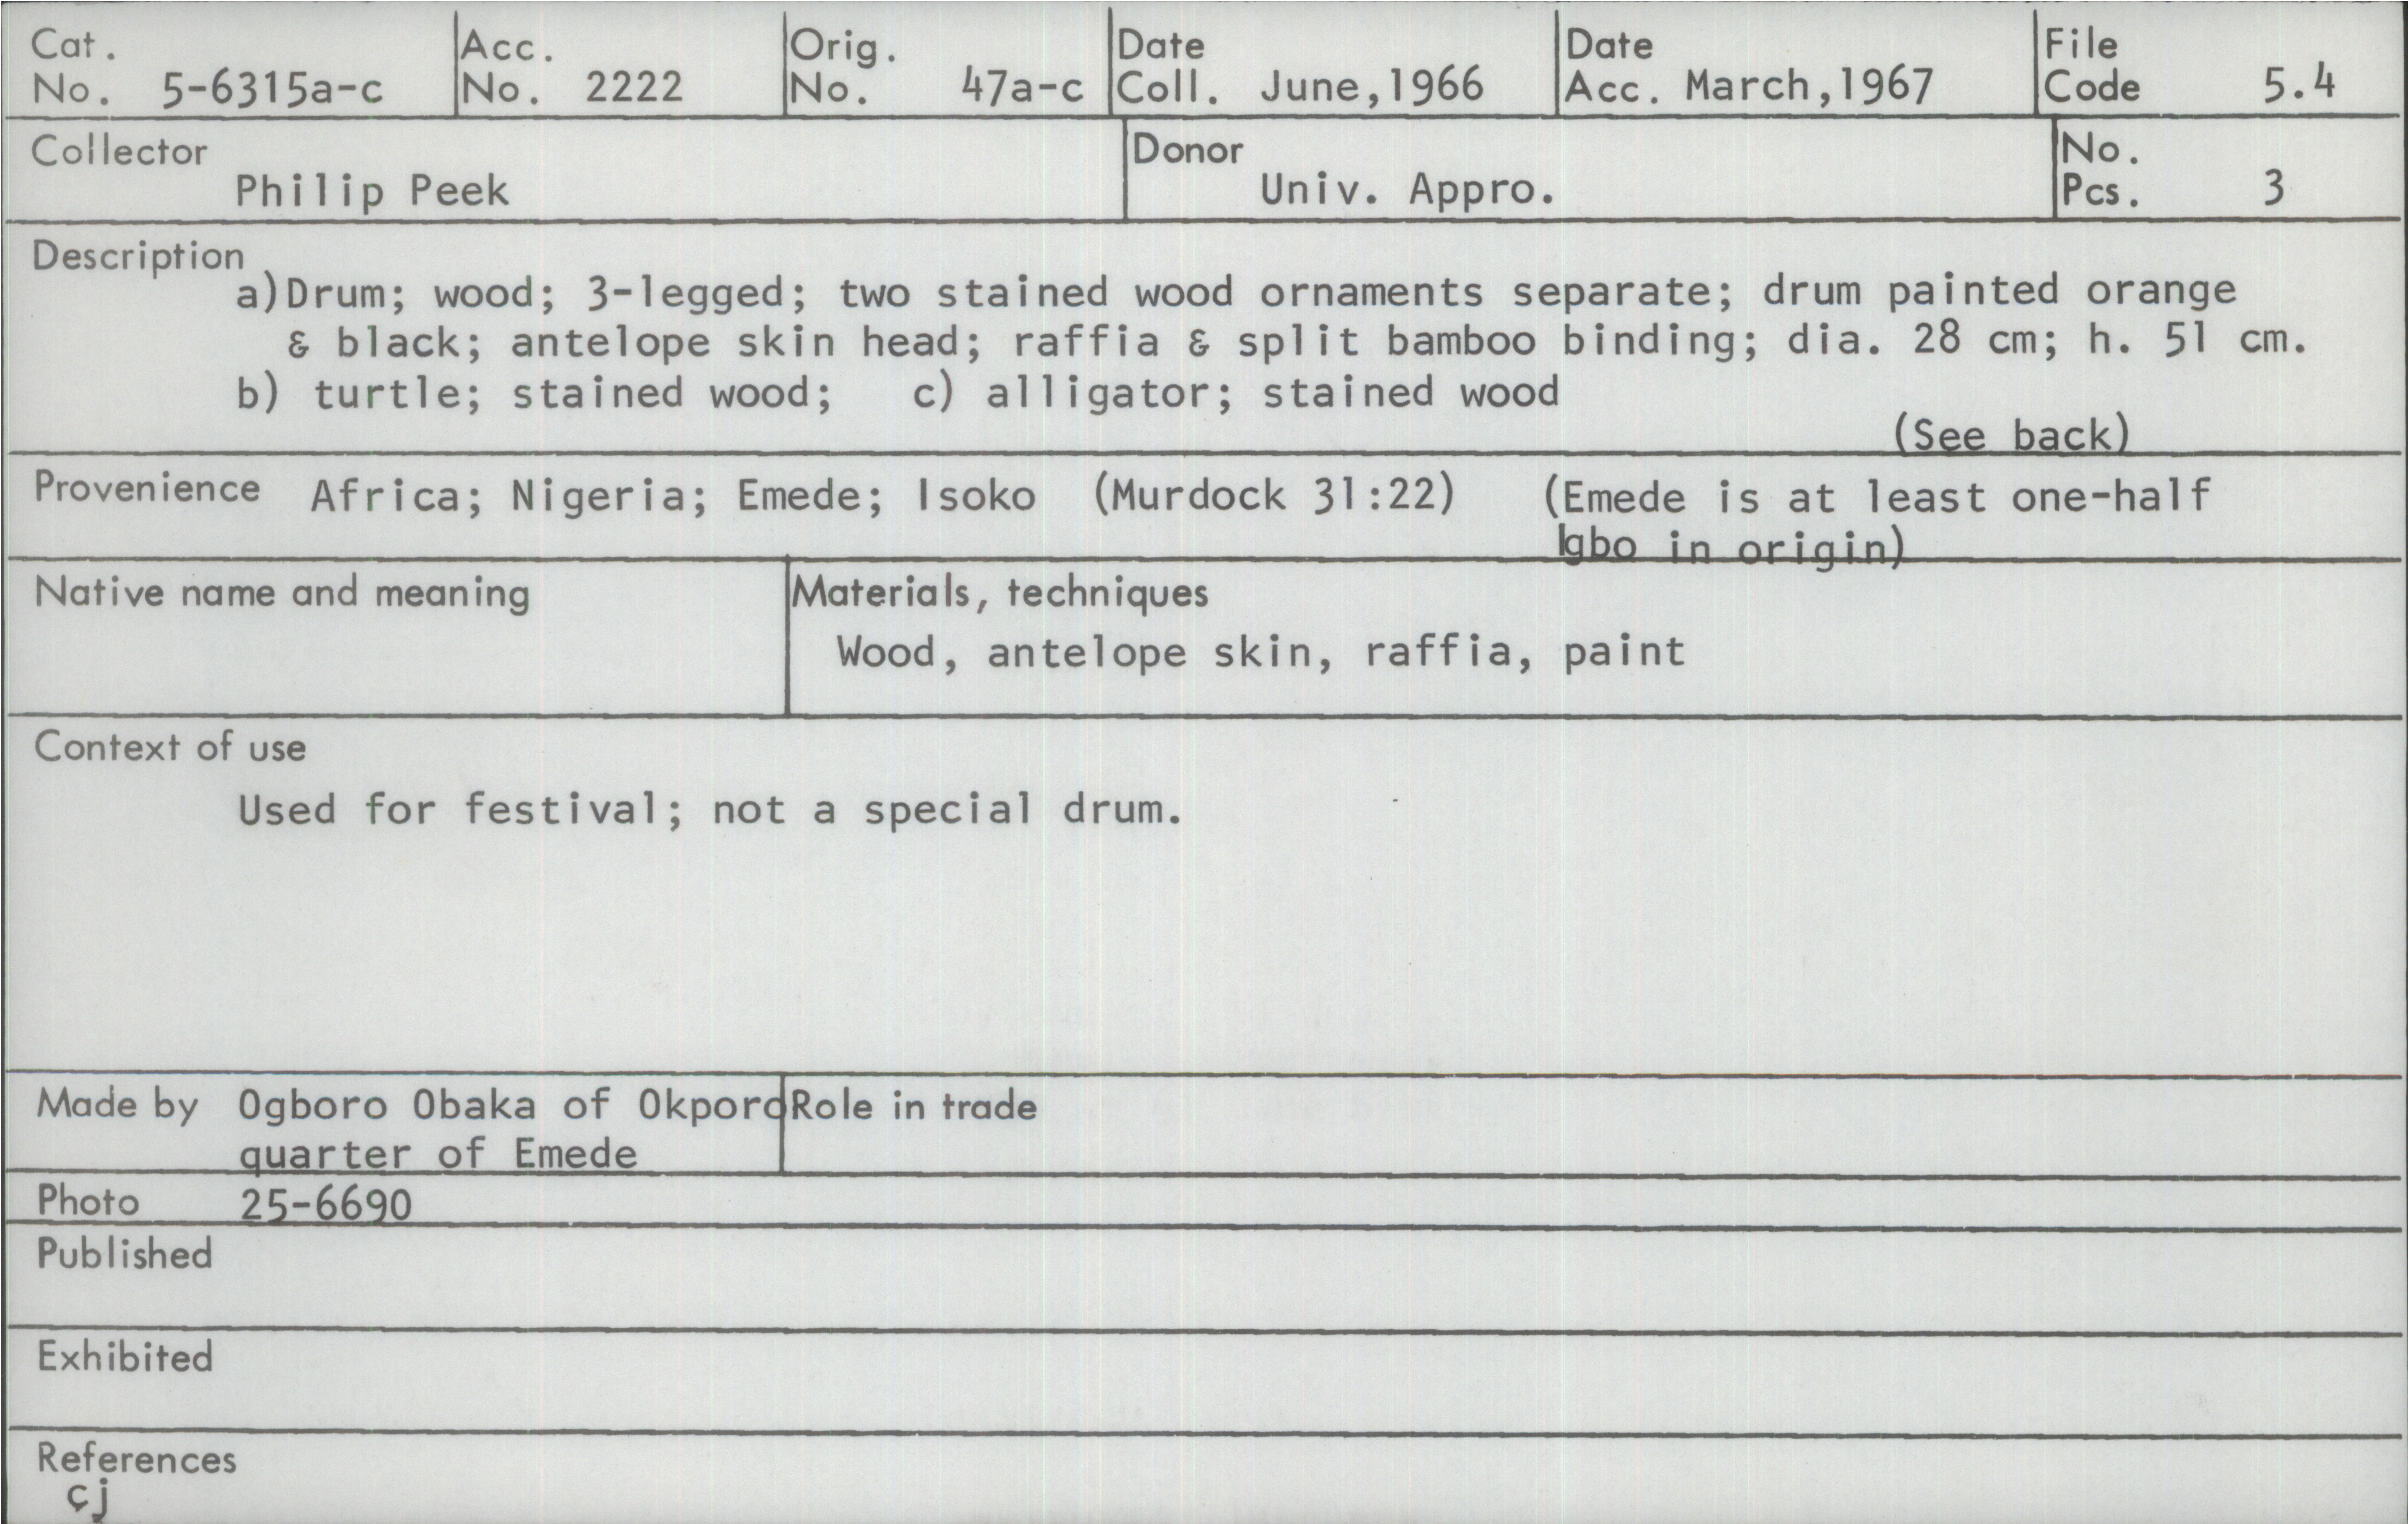 Cat. No. 5-6315a-c
Acc. No. 2222
Orig. No. 47a-c
Date Coll. June,1966
Date Acc. March,1967
File Code 5.4
Collector
Philip Peek
Donor
Univ. Appro.
No. Pcs. 3
Description
a)Drum; wood; 3-legged; two stained wood ornaments separate; drum painted orange
& black; antelope skin head; raffia & split bamboo binding; dia. 28 cm; h. 51 cm.
b) turtle; stained wood; c) alligator; stained wood
(See back)
Provenience Africa; Nigeria; Emede; Isoko (Murdock 31:22) (Emede is at least one-half
Igbo in origin)
Native name and meaning
Materials, techniques
Wood, antelope skin, raffia, paint
Context of use
Used for festival; not a special drum.
Made by Ogboro Obaka of Okporo
quarter of Emede
Role in trade
Photo 25-6690
Published
Exhibited
References
çj